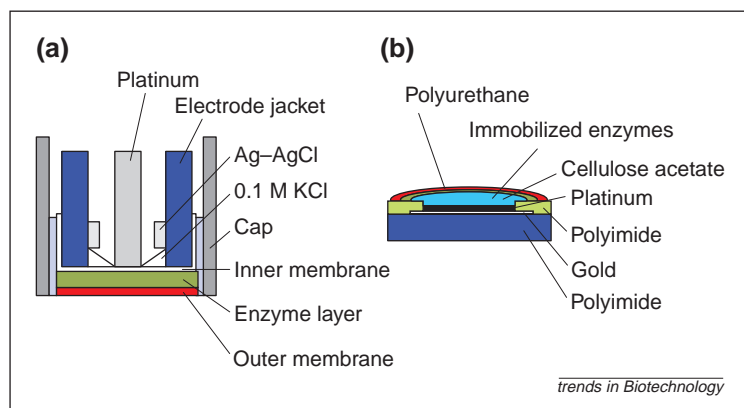 (a)
Platinum
Electrode jacket
Ag–AgCl
0.1 M KCl
Cap
Inner membrane
Enzyme layer
Outer membrane
(b)
Polyurethane
Immobilized enzymes
Cellulose acetate
Platinum
Polyimide
Gold
Polyimide
trends in Biotechnology